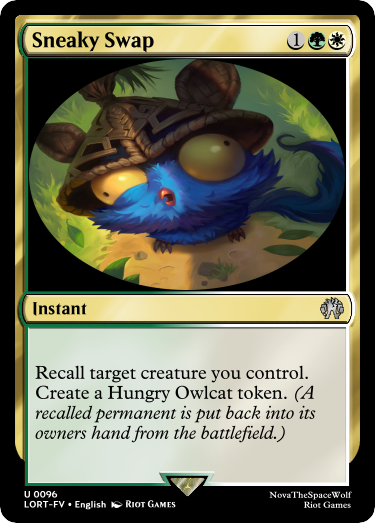 Sneaky Swap 1
Instant
Recall target creature you control.
Create a Hungry Owlcat token. (A
recalled permanent is put back into its
owners hand from the battlefield.)
U 0096
LORT-FV • English RIOT GAMES
NovaTheSpaceWolf
Riot Games